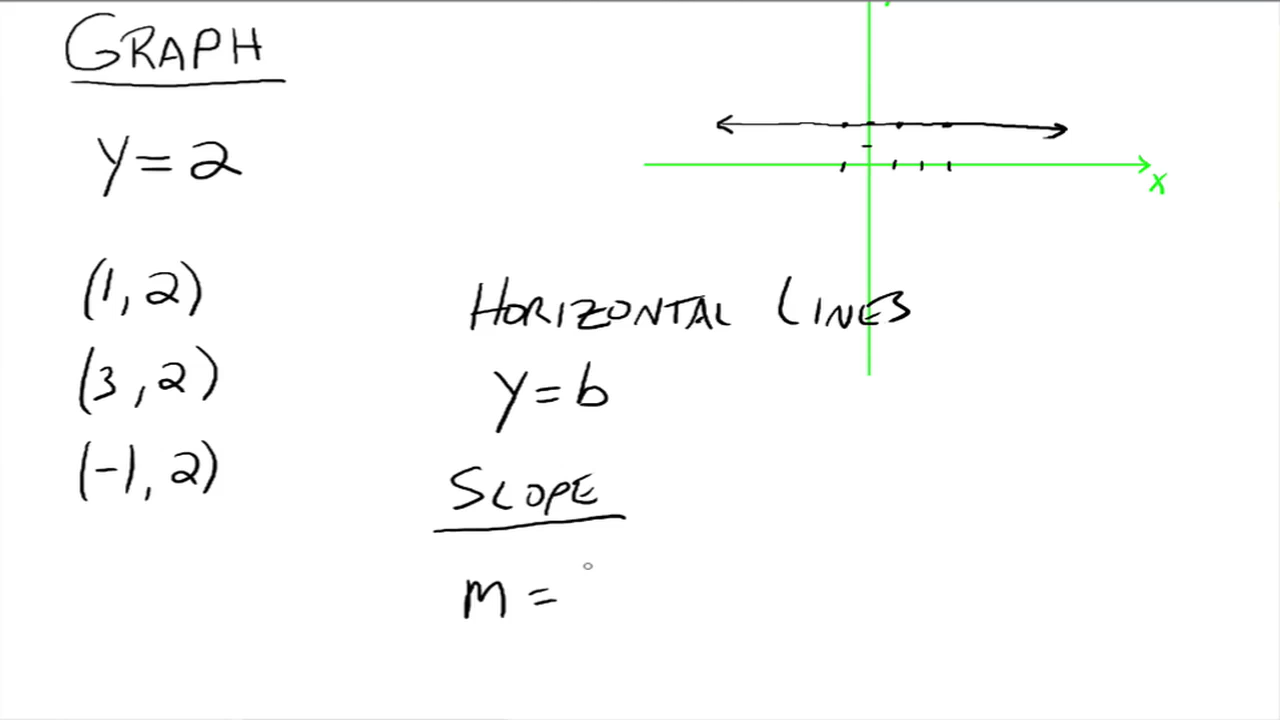 GRAPH
y = 2
(1, 2)
(3, 2)
(-1, 2)
x
HORIZONTAL LINES
y = b
SLOPE
m =